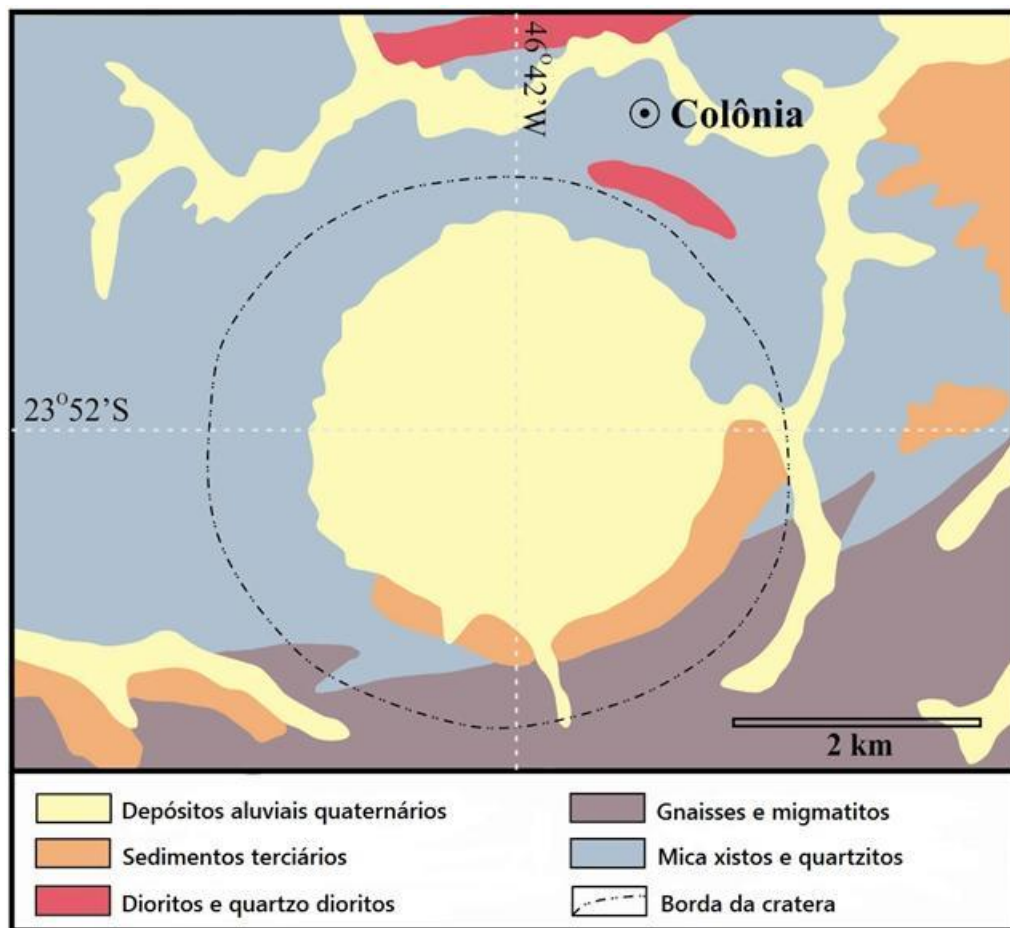 46°42'W
Colônia
23°52'S
2 km
Depósitos aluviais quaternários
Gnaisses e migmatitos
Sedimentos terciários
Mica xistos e quartzitos
Dioritos e quartzo dioritos
Borda da cratera